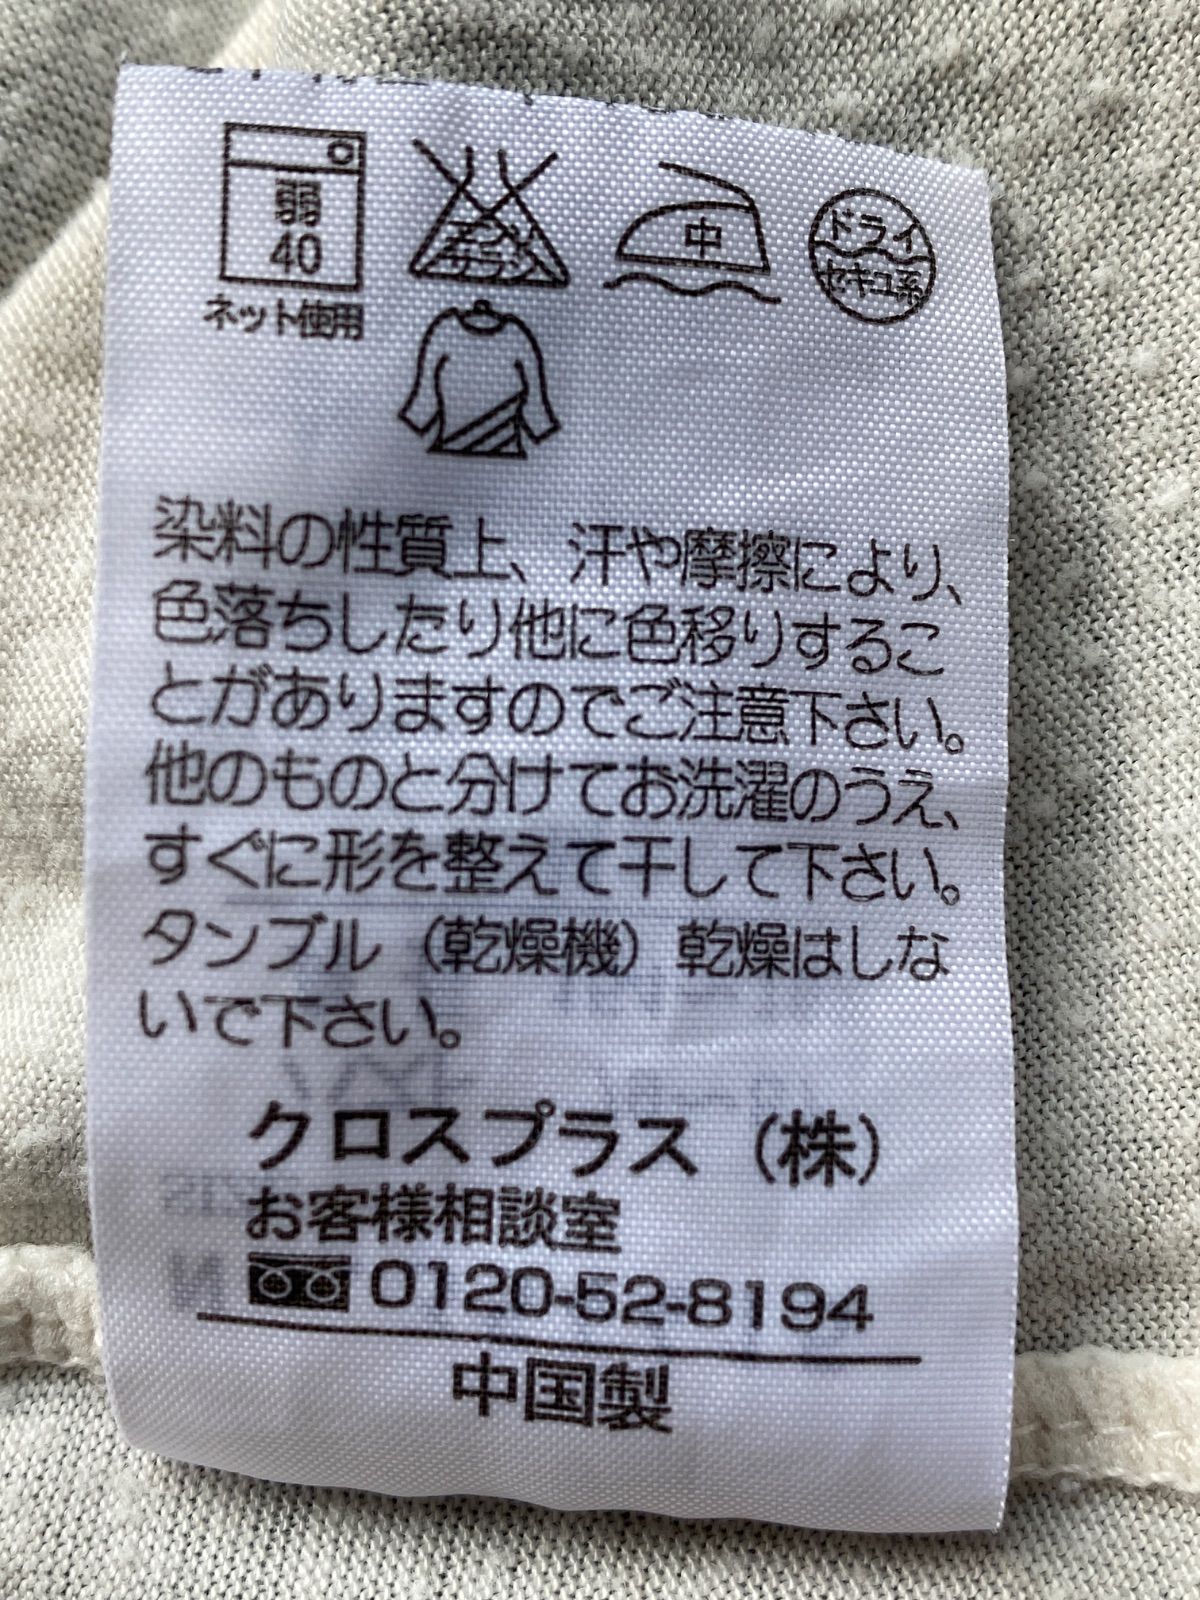 弱
40
ネット使用
中
ドライ
セキユ系
染料の性質上、汗や摩擦により、
色落ちしたり他に色移りするこ
とがありますのでご注意下さい。
他のものと分けてお洗濯のうえ、
すぐに形を整えて干して下さい。
タンブル（乾燥機）乾燥はしな
いで下さい。
クロスプラス（株）
お客様相談室
0120-52-8194
中国製